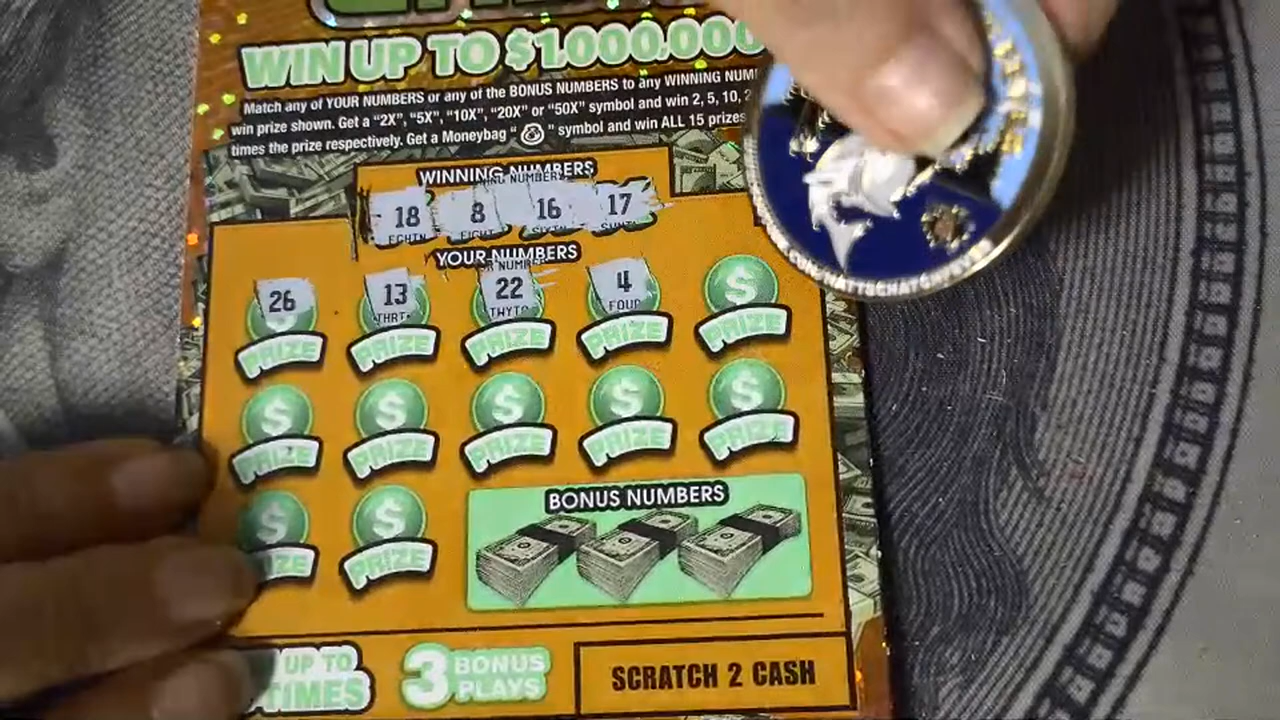 WIN UP TO $1,000,000
Match any of YOUR NUMBERS or any of the BONUS NUMBERS to any WINNING NUM
win prize shown. Get a "2X", "5X", "10X", "20X" or "50X" symbol and win 2, 5, 10, 2
times the prize respectively. Get a Moneybag " " symbol and win ALL 15 prizes
WINNING NUMBERS
18 8 16 17
YOUR NUMBERS
26 13 22 4
THRT THYTO FOUR
PRIZE PRIZE PRIZE PRIZE PRIZE
PRIZE PRIZE PRIZE PRIZE PRIZE
PRIZE
BONUS NUMBERS
UP TO
TIMES
3 BONUS
PLAYS
SCRATCH 2 CASH